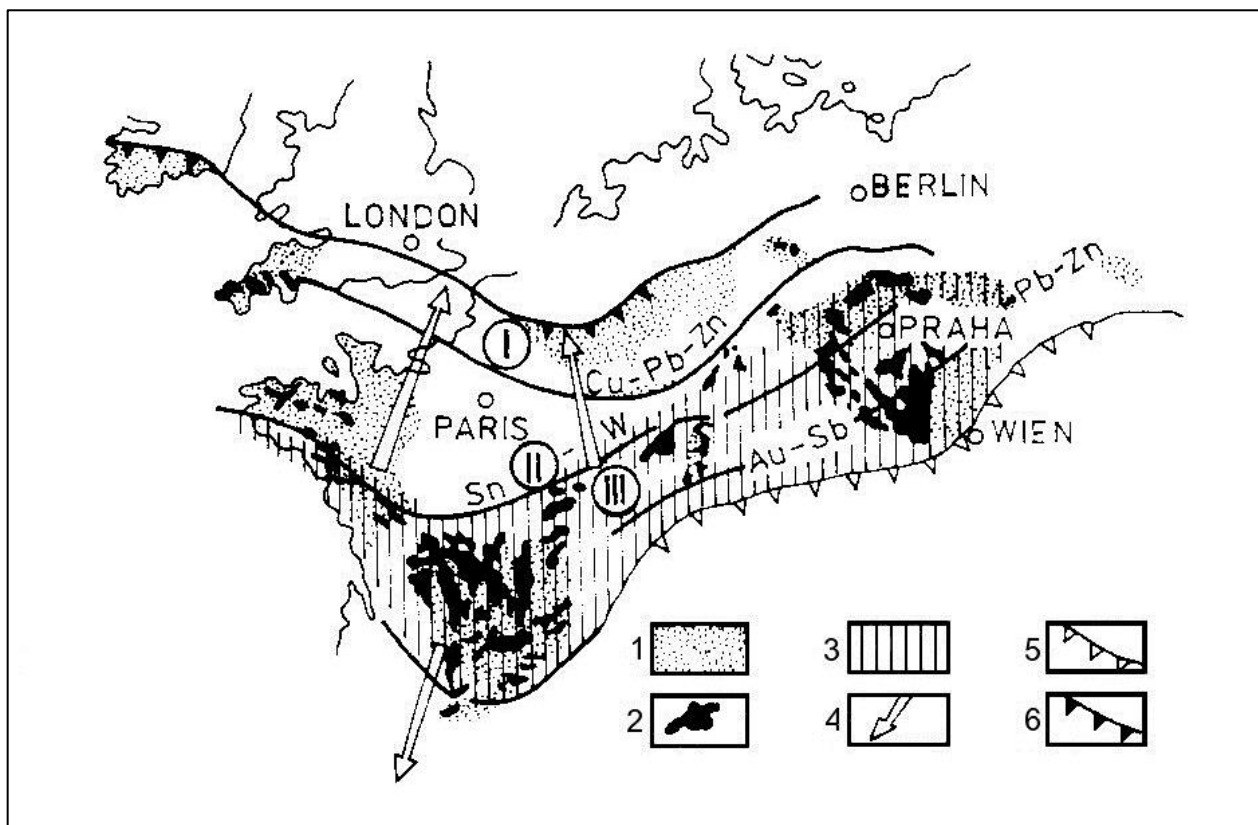 BERLIN
LONDON
Pb-Zn
PRAHA
I
Cu-Pb-Zn
PARIS
W
Au-Sb
WIEN
II
Sn -
III
1
3
5
2
4
6